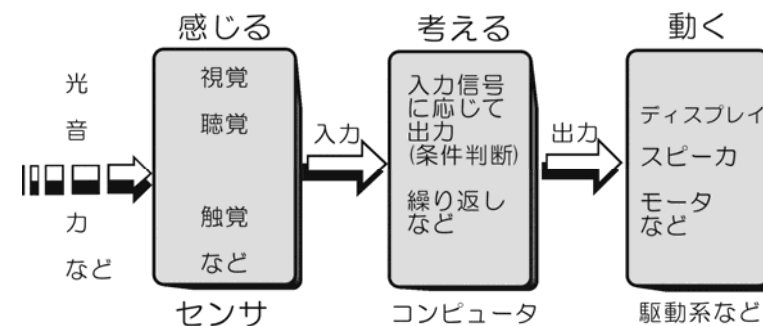 感じる
考える
動く
光
音
力
など
視覚
聴覚
触覚
など
入力
入力信号
に応じて
出力
(条件判断)
繰り返し
など
出力
ディスプレイ
スピーカ
モータ
など
センサ
コンピュータ
駆動系など